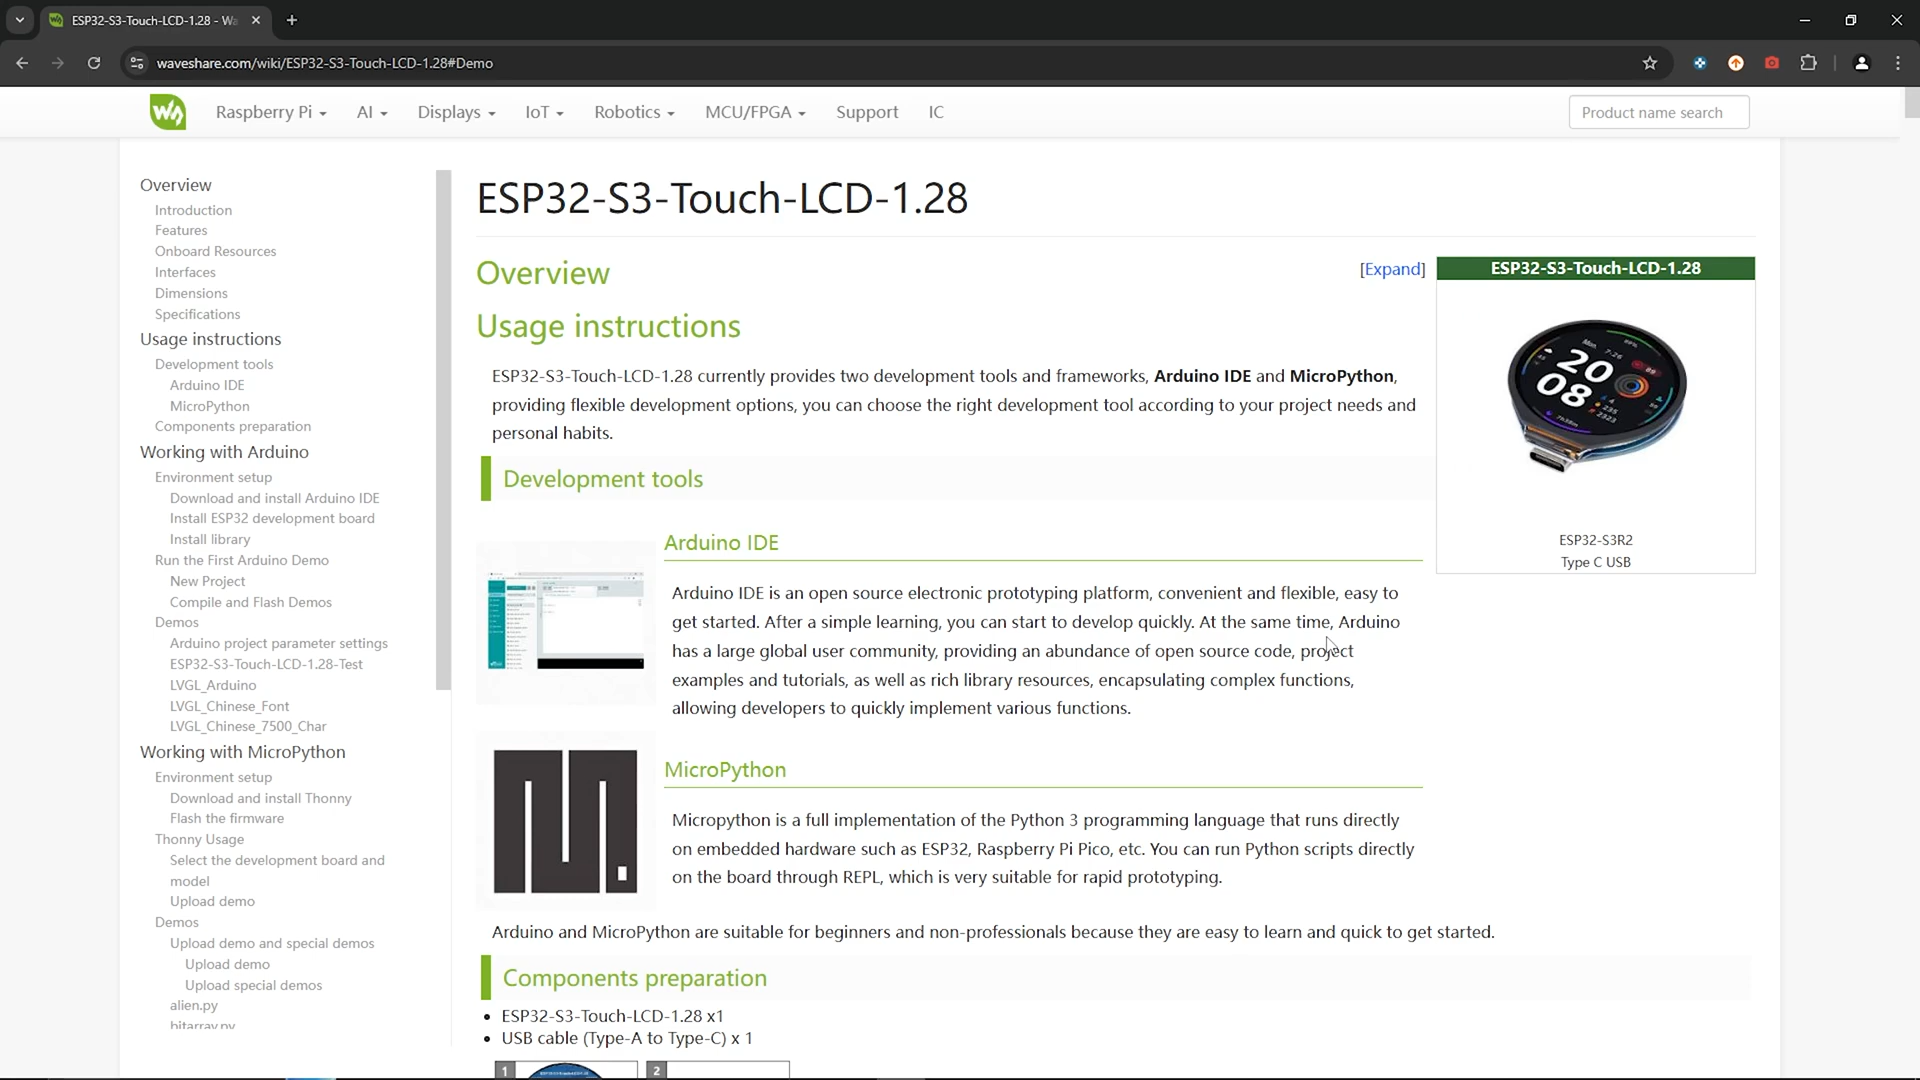 ESP32-S3-Touch-LCD-1.28 - Wa
waveshare.com/wiki/ESP32-S3-Touch-LCD-1.28#Demo
Raspberry Pi
AI
Displays
IoT
Robotics
MCU/FPGA
Support
IC
Product name search
Overview
Introduction
Features
Onboard Resources
Interfaces
Dimensions
Specifications
Usage instructions
Development tools
Arduino IDE
MicroPython
Components preparation
Working with Arduino
Environment setup
Download and install Arduino IDE
Install ESP32 development board
Install library
Run the First Arduino Demo
New Project
Compile and Flash Demos
Demos
Arduino project parameter settings
ESP32-S3-Touch-LCD-1.28-Test
LVGL_Arduino
LVGL_Chinese_Font
LVGL_Chinese_7500_Char
Working with MicroPython
Environment setup
Download and install Thonny
Flash the firmware
Thonny Usage
Select the development board and
model
Upload demo
Demos
Upload demo and special demos
Upload demo
Upload special demos
alien.py
bitarray.py
ESP32-S3-Touch-LCD-1.28
Overview
[Expand]
Usage instructions
ESP32-S3-Touch-LCD-1.28 currently provides two development tools and frameworks, Arduino IDE and MicroPython,
providing flexible development options, you can choose the right development tool according to your project needs and
personal habits.
Development tools
Arduino IDE
Arduino IDE is an open source electronic prototyping platform, convenient and flexible, easy to
get started. After a simple learning, you can start to develop quickly. At the same time, Arduino
has a large global user community, providing an abundance of open source code, project
examples and tutorials, as well as rich library resources, encapsulating complex functions,
allowing developers to quickly implement various functions.
MicroPython
Micropython is a full implementation of the Python 3 programming language that runs directly
on embedded hardware such as ESP32, Raspberry Pi Pico, etc. You can run Python scripts directly
on the board through REPL, which is very suitable for rapid prototyping.
Arduino and MicroPython are suitable for beginners and non-professionals because they are easy to learn and quick to get started.
Components preparation
ESP32-S3-Touch-LCD-1.28 x1
USB cable (Type-A to Type-C) x 1
1
2
ESP32-S3-Touch-LCD-1.28
Mon 7-26
20
08
ESP32-S3R2
Type C USB